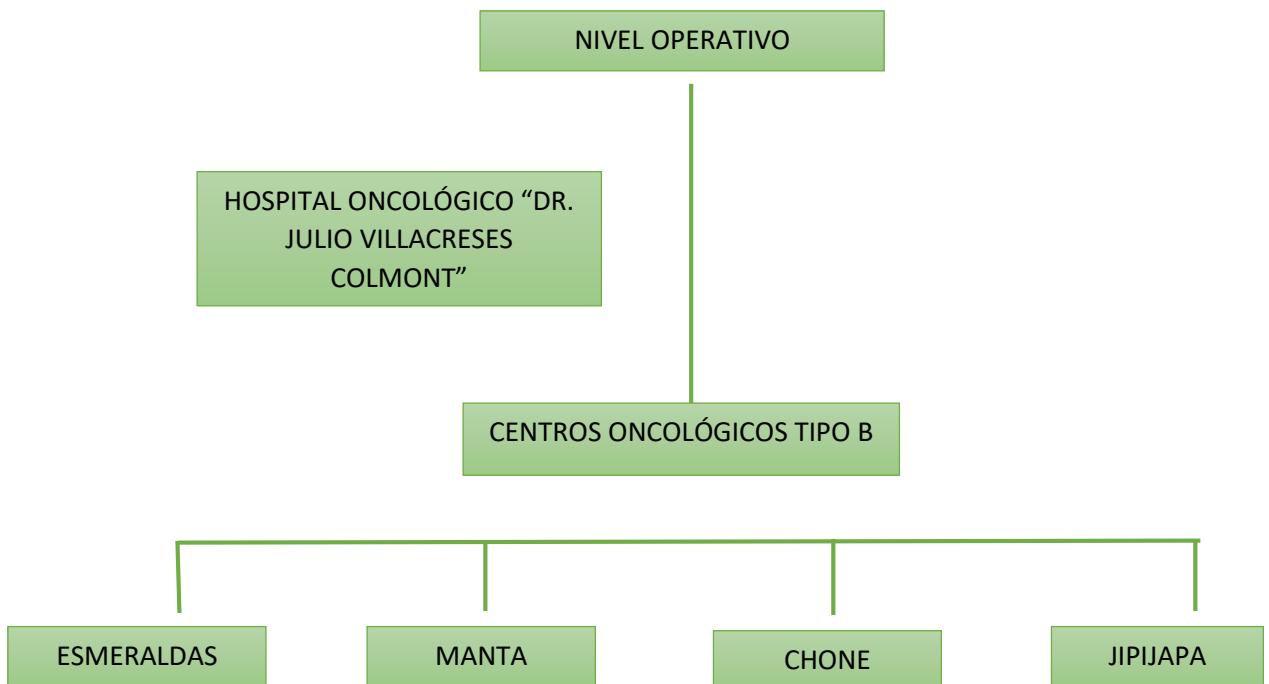 NIVEL OPERATIVO
HOSPITAL ONCOLÓGICO “DR.
JULIO VILLACRESES
COLMONT”
CENTROS ONCOLÓGICOS TIPO B
ESMERALDAS
MANTA
CHONE
JIPIJAPA